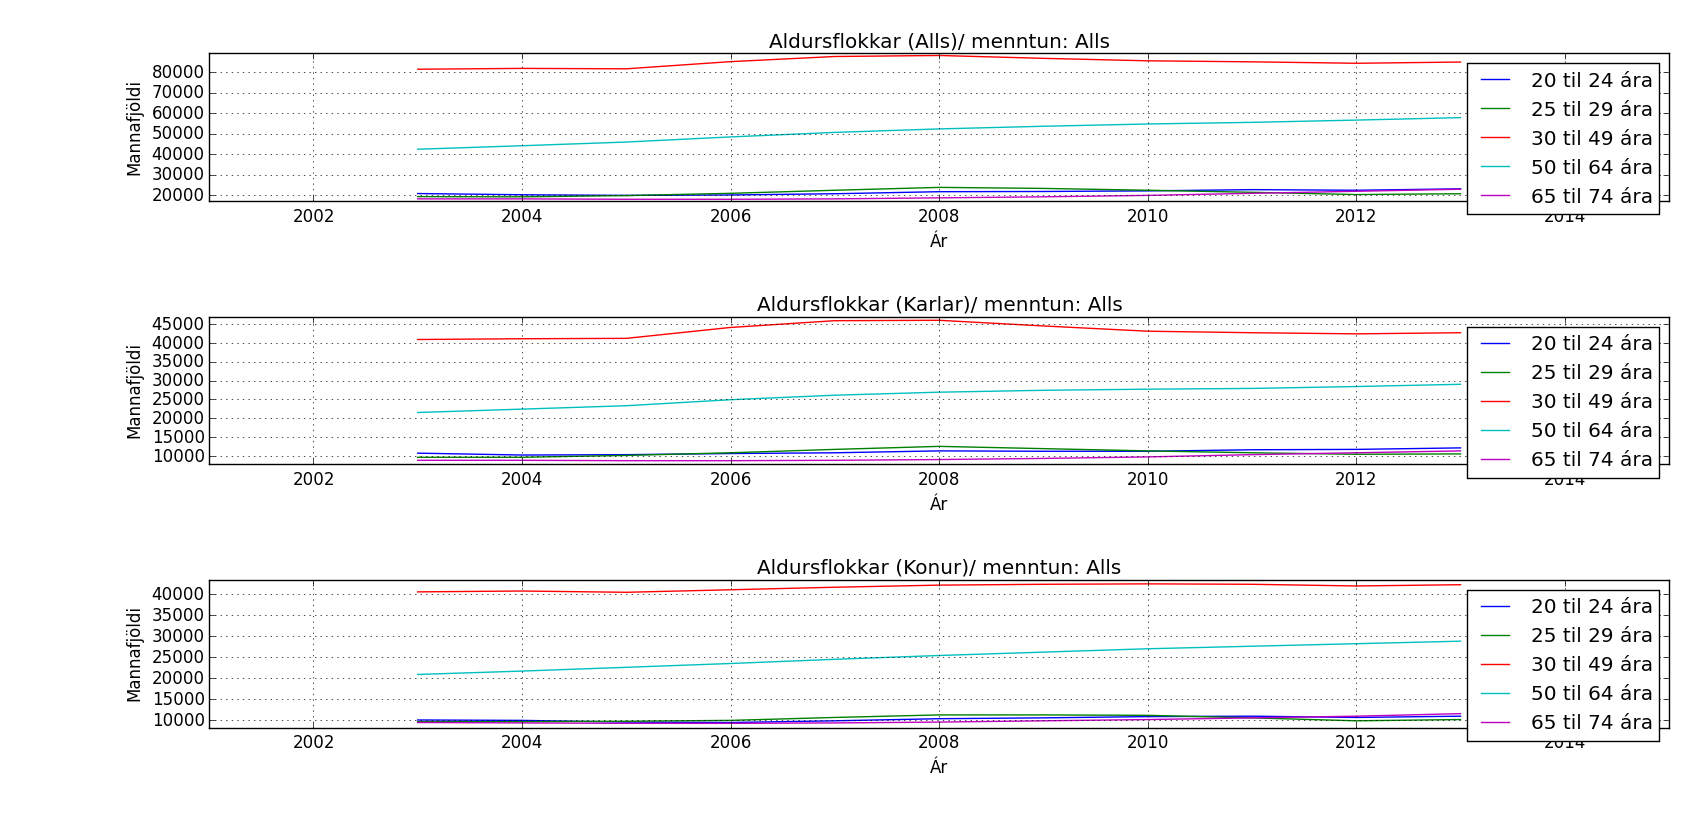 Aldursflokkar (Alls)/ menntun: Alls
Mannafjöldi
80000
70000
60000
50000
40000
30000
20000
2002 2004 2006 2008 2010 2012 2014
Ár
20 til 24 ára
25 til 29 ára
30 til 49 ára
50 til 64 ára
65 til 74 ára
Aldursflokkar (Karlar)/ menntun: Alls
Mannafjöldi
45000
40000
35000
30000
25000
20000
15000
10000
2002 2004 2006 2008 2010 2012 2014
Ár
20 til 24 ára
25 til 29 ára
30 til 49 ára
50 til 64 ára
65 til 74 ára
Aldursflokkar (Konur)/ menntun: Alls
Mannafjöldi
40000
35000
30000
25000
20000
15000
10000
2002 2004 2006 2008 2010 2012 2014
Ár
20 til 24 ára
25 til 29 ára
30 til 49 ára
50 til 64 ára
65 til 74 ára